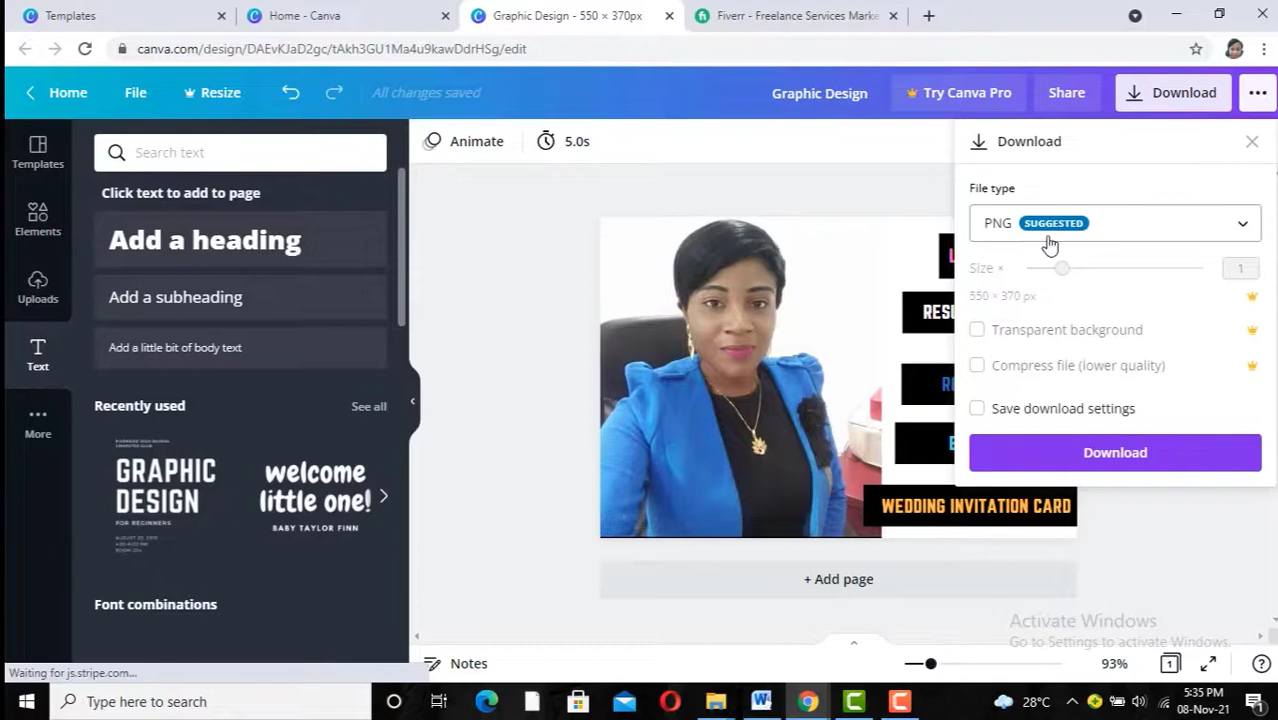 Templates
Home - Canva
Graphic Design - 550 × 370px
Fiverr - Freelance Services Marke
canva.com/design/DAEvKJaD2gc/tAkh3GU1Ma4u9kawDdrHSg/edit
Home
File
Resize
All changes saved
Graphic Design
Try Canva Pro
Share
Download
Templates
Elements
Uploads
Text
More
Search text
Click text to add to page
Add a heading
Add a subheading
Add a little bit of body text
Recently used
See all
GRAPHIC
DESIGN
FOR BEGINNERS
welcome
little one!
BABY TAYLOR FINN
Font combinations
Animate
5.0s
Download
File type
PNG
SUGGESTED
Size ×
1
550 × 370 px
Transparent background
Compress file (lower quality)
Save download settings
Download
WEDDING INVITATION CARD
+ Add page
Activate Windows
Go to Settings to activate Windows.
Notes
93%
1
Waiting for js.stripe.com...
Type here to search
28°C
5:35 PM
08-Nov-21
1